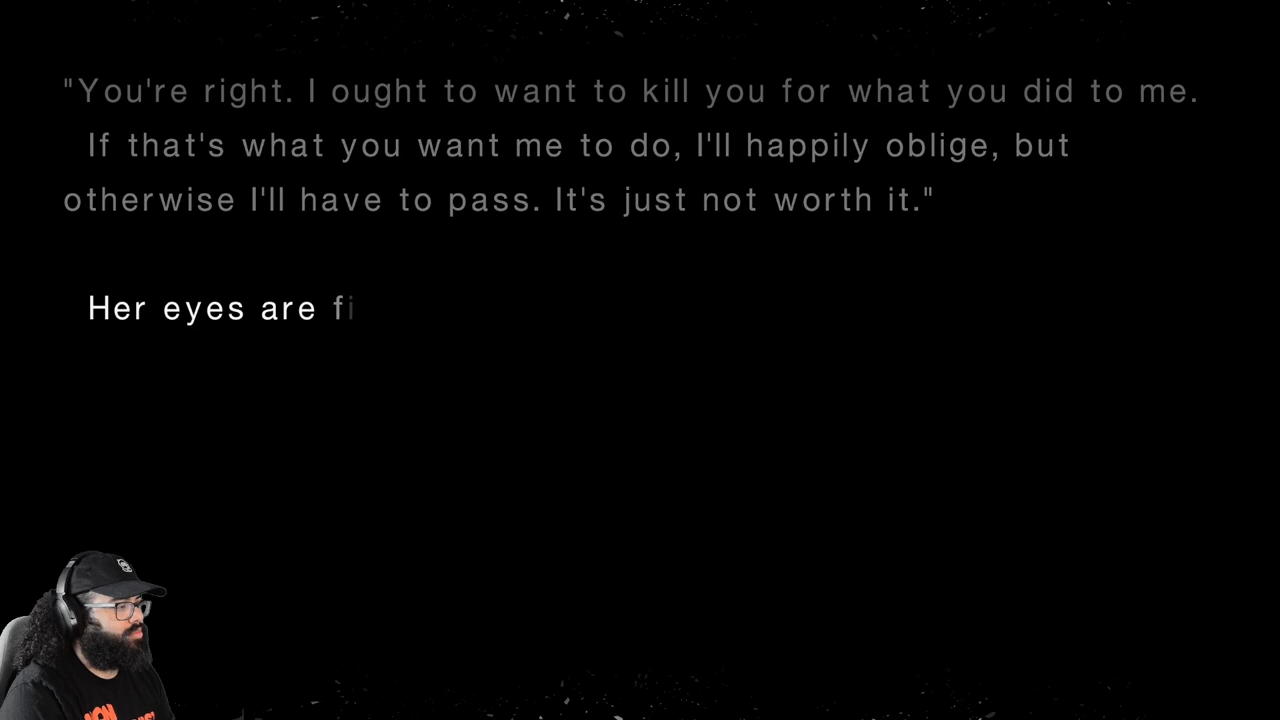 "You're right. I ought to want to kill you for what you did to me.
If that's what you want me to do, I'll happily oblige, but
otherwise I'll have to pass. It's just not worth it."
Her eyes are fi